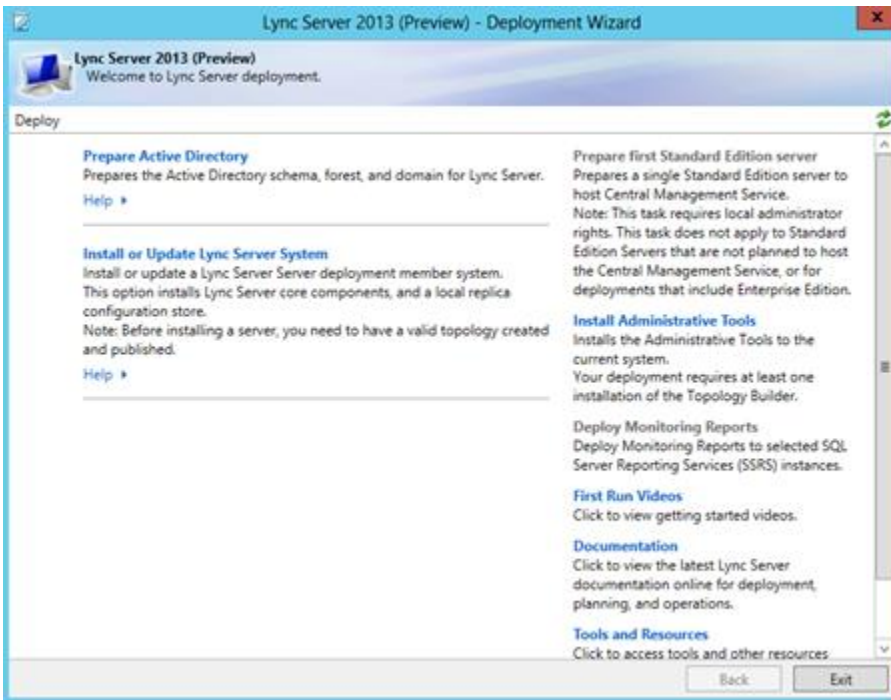 Lync Server 2013 (Preview) - Deployment Wizard
Lync Server 2013 (Preview)
Welcome to Lync Server deployment.
Deploy
Prepare Active Directory
Prepares the Active Directory schema, forest, and domain for Lync Server.
Help
Install or Update Lync Server System
Install or update a Lync Server Server deployment member system.
This option installs Lync Server core components, and a local replica
configuration store.
Note: Before installing a server, you need to have a valid topology created
and published.
Help
Prepare first Standard Edition server
Prepares a single Standard Edition server to
host Central Management Service.
Note: This task requires local administrator
rights. This task does not apply to Standard
Edition Servers that are not planned to host
the Central Management Service, or for
deployments that include Enterprise Edition.
Install Administrative Tools
Installs the Administrative Tools to the
current system.
Your deployment requires at least one
installation of the Topology Builder.
Deploy Monitoring Reports
Deploy Monitoring Reports to selected SQL
Server Reporting Services (SSRS) instances.
First Run Videos
Click to view getting started videos.
Documentation
Click to view the latest Lync Server
documentation online for deployment,
planning, and operations.
Tools and Resources
Click to access tools and other resources
Back
Exit